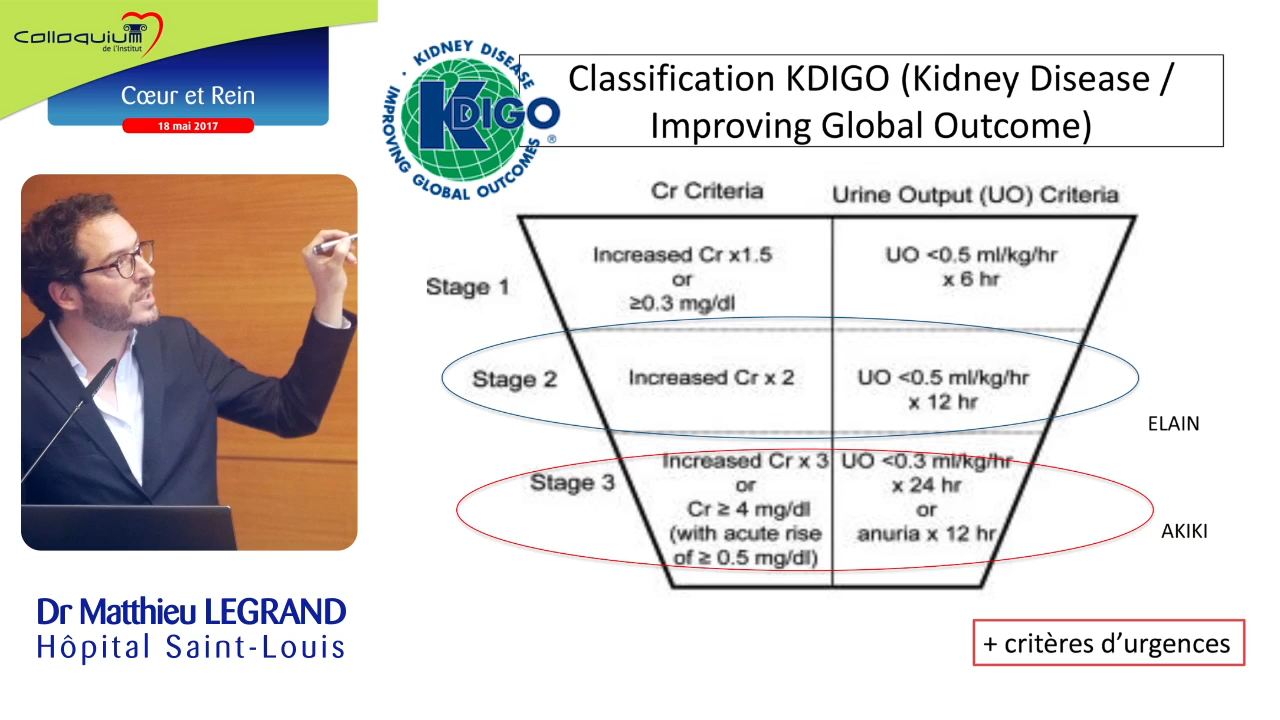 Colloquium
de l'Institut
Cœur et Rein
18 mai 2017
Dr Matthieu LEGRAND
Hôpital Saint-Louis
KIDNEY DISEASE
KDIGO
®
IMPROVING GLOBAL OUTCOMES
Classification KDIGO (Kidney Disease /
Improving Global Outcome)
Cr Criteria
Urine Output (UO) Criteria
Stage 1
Increased Cr x1.5
or
≥0.3 mg/dl
UO <0.5 ml/kg/hr
x 6 hr
Stage 2
Increased Cr x 2
UO <0.5 ml/kg/hr
x 12 hr
ELAIN
Stage 3
Increased Cr x 3
or
Cr ≥ 4 mg/dl
(with acute rise
of ≥ 0.5 mg/dl)
UO <0.3 ml/kg/hr
x 24 hr
or
anuria x 12 hr
AKIKI
+ critères d’urgences